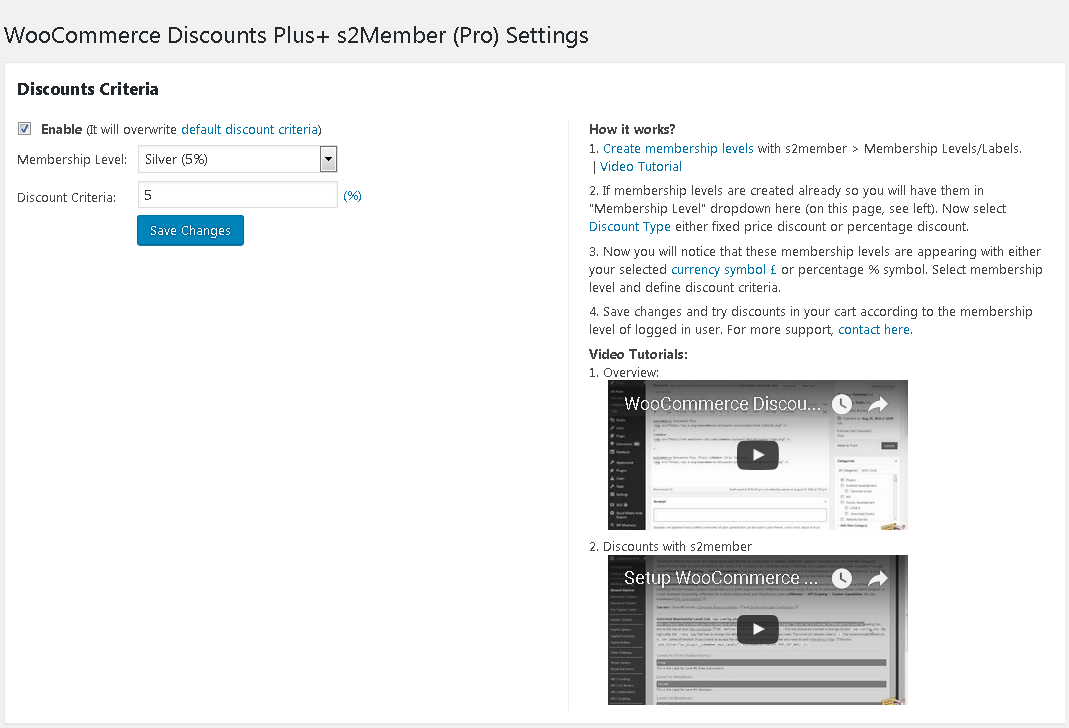 WooCommerce Discounts Plus+ s2Member (Pro) Settings
Discounts Criteria
Enable (It will overwrite default discount criteria)
Membership Level:
Silver (5%)
Discount Criteria:
5
(%)
Save Changes
How it works?
1. Create membership levels with s2member > Membership Levels/Labels.
| Video Tutorial
2. If membership levels are created already so you will have them in
"Membership Level" dropdown here (on this page, see left). Now select
Discount Type either fixed price discount or percentage discount.
3. Now you will notice that these membership levels are appearing with either
your selected currency symbol £ or percentage % symbol. Select membership
level and define discount criteria.
4. Save changes and try discounts in your cart according to the membership
level of logged in user. For more support, contact here.
Video Tutorials:
1. Overview:
WooCommerce Discou...
2. Discounts with s2member
Setup WooCommerce ...